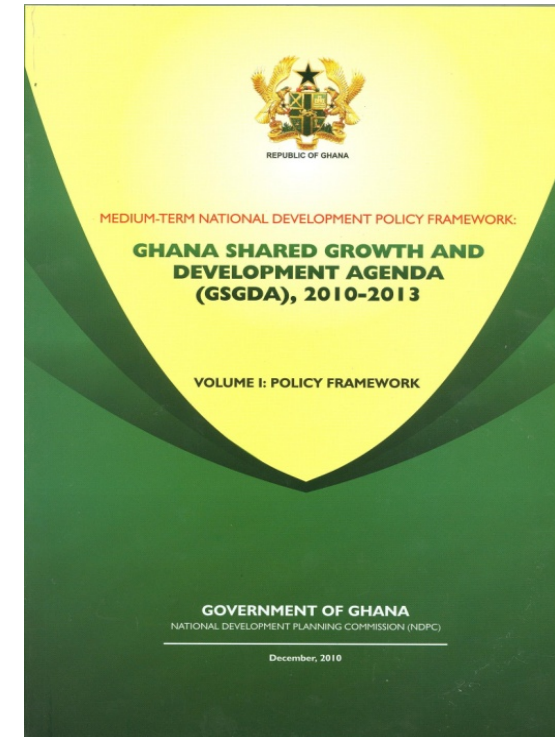 REPUBLIC OF GHANA
MEDIUM-TERM NATIONAL DEVELOPMENT POLICY FRAMEWORK:
GHANA SHARED GROWTH AND
DEVELOPMENT AGENDA
(GSGDA), 2010-2013
VOLUME I: POLICY FRAMEWORK
GOVERNMENT OF GHANA
NATIONAL DEVELOPMENT PLANNING COMMISSION (NDPC)
December, 2010